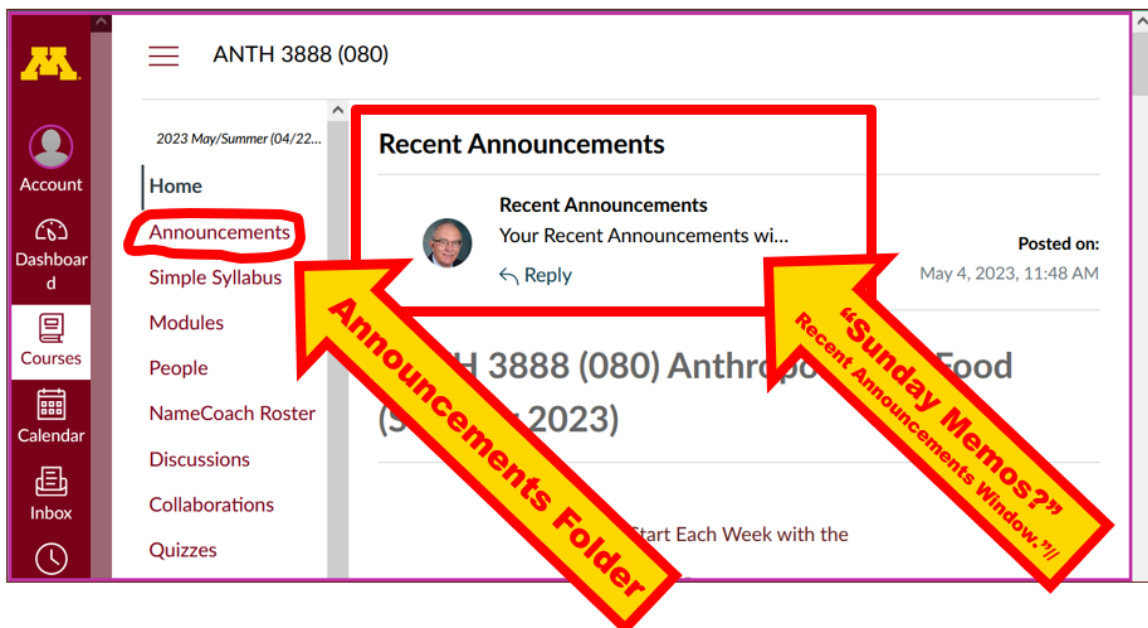 M
ANTH 3888 (080)
2023 May/Summer (04/22...
Account
Dashboar
d
Courses
Calendar
Inbox
Home
Announcements
Simple Syllabus
Modules
People
NameCoach Roster
Discussions
Collaborations
Quizzes
Recent Announcements
Recent Announcements
Your Recent Announcements wi...
Reply
Posted on:
May 4, 2023, 11:48 AM
3888 (080) Food
2023)
Start Each Week with the
Announcements Folder
“Sunday Memos?”
Recent Announcements Window.”//